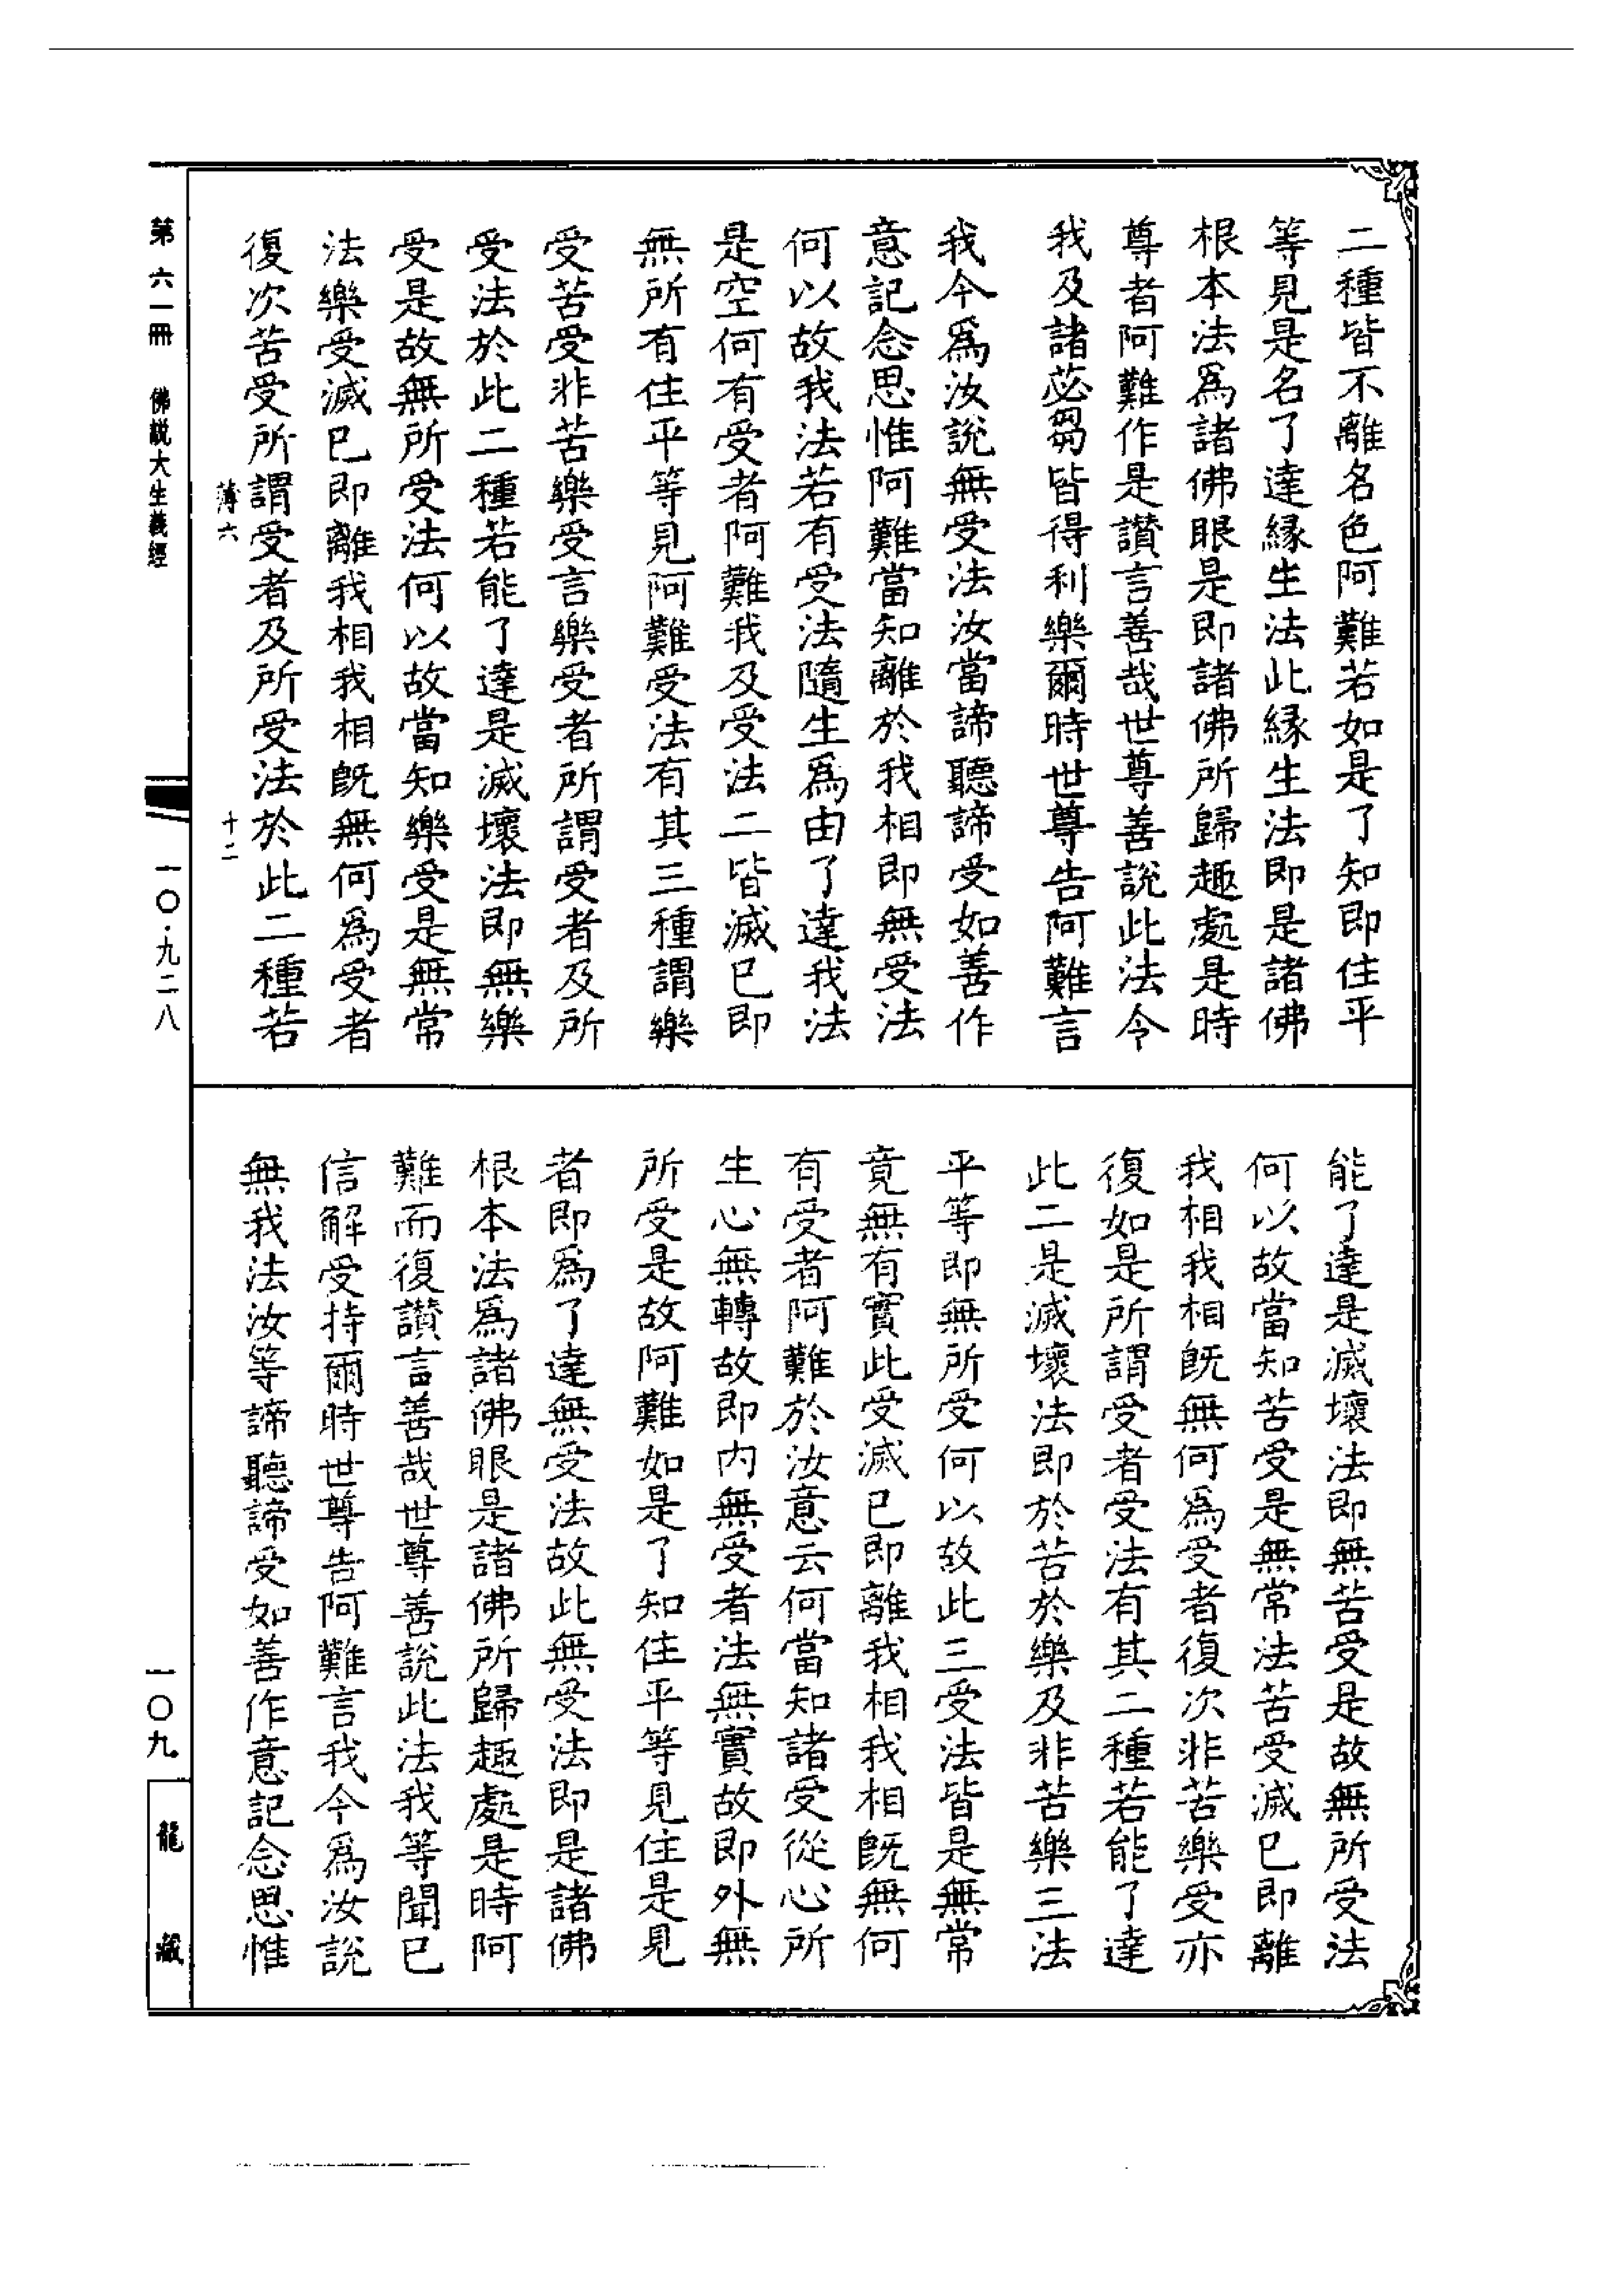 二種皆不離名色阿難若如是了知即住平
等見是名了達緣生法此緣生法即是諸佛
根本法爲諸佛眼是即諸佛所歸趣處是時
尊者阿難作是讚言善哉世尊善說此法令
我及諸苾芻皆得利樂爾時世尊告阿難言
我今爲汝說無受法汝當諦聽諦受如善作
意記念思惟阿難當知離於我相即無受法
何以故我法若有受法隨生爲由了達我法
是空何有受者阿難我及受法二皆滅已即
無所有住平等見阿難受法有其三種謂樂
受苦受非苦樂受言樂受者所謂受者及所
受法於此二種若能了達是滅壞法即無樂
受是故無所受法何以故當知樂受是無常
法樂受滅已即離我相我相既無何爲受者
復次苦受所謂受者及所受法於此二種若
薄六 十二
能了達是滅壞法即無苦受是故無所受法
何以故當知苦受是無常法苦受滅已即離
我相我相既無何爲受者復次非苦樂受亦
復如是所謂受者受法有其二種若能了達
此二是滅壞法即於苦於樂及非苦樂三法
平等即無所受何以故此三受法皆是無常
竟無有實此受滅已即離我相我相既無何
有受者阿難於汝意云何當知諸受從心所
生心無轉故即內無受者法無實故即外無
所受是故阿難如是了知住平等見住是見
者即爲了達無受法故此無受法即是諸佛
根本法爲諸佛眼是諸佛所歸趣處是時阿
難而復讚言善哉世尊善說此法我等聞已
信解受持爾時世尊告阿難言我今爲汝說
無我法汝等諦聽諦受如善作意記念思惟
第六一冊 佛說大生義經
一〇·九二八
一〇九
龍藏